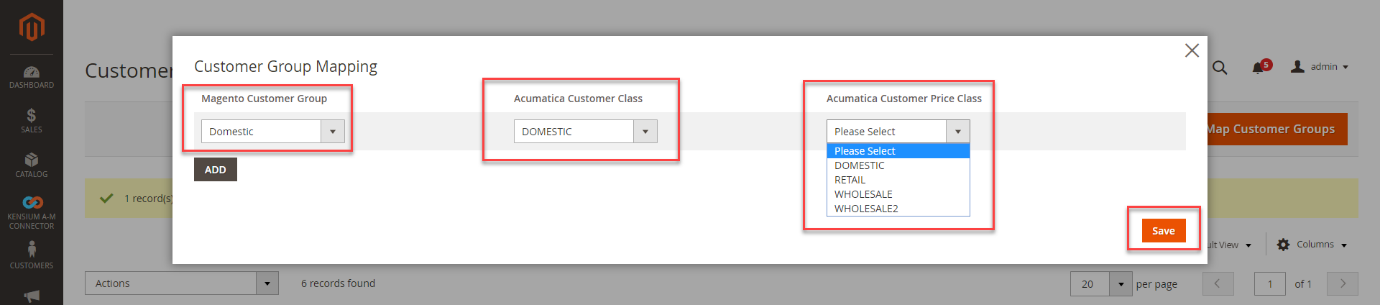 DASHBOARD
SALES
CATALOG
KENSIUM A-M
CONNECTOR
CUSTOMERS
Customer
5
admin
Map Customer Groups
1 record(s)
Customer Group Mapping
Magento Customer Group
Acumatica Customer Class
Acumatica Customer Price Class
Domestic
DOMESTIC
Please Select
Please Select
DOMESTIC
RETAIL
WHOLESALE
WHOLESALE2
ADD
Save
ult View
Columns
Actions
6 records found
20 per page
1 of 1